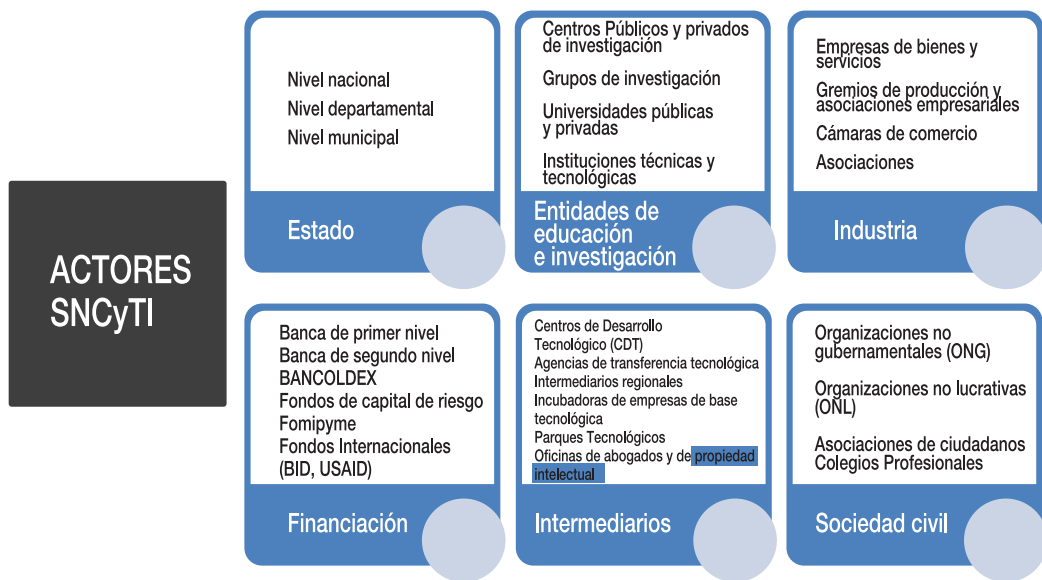 ACTORES
SNCyTI
Nivel nacional
Nivel departamental
Nivel municipal
Estado
Centros Públicos y privados
de investigación
Grupos de investigación
Universidades públicas
y privadas
Instituciones técnicas y
tecnológicas
Entidades de
educación
e investigación
Empresas de bienes y
servicios
Gremios de producción y
asociaciones empresariales
Cámaras de comercio
Asociaciones
Industria
Banca de primer nivel
Banca de segundo nivel
BANCOLDEX
Fondos de capital de riesgo
Fomipyme
Fondos Internacionales
(BID, USAID)
Financiación
Centros de Desarrollo
Tecnológico (CDT)
Agencias de transferencia tecnológica
Intermediarios regionales
Incubadoras de empresas de base
tecnológica
Parques Tecnológicos
Oficinas de abogados y de propiedad
intelectual
Intermediarios
Organizaciones no
gubernamentales (ONG)
Organizaciones no lucrativas
(ONL)
Asociaciones de ciudadanos
Colegios Profesionales
Sociedad civil